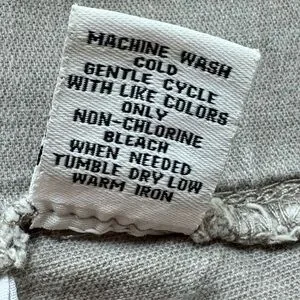 MACHINE WASH
COLD
GENTLE CYCLE
WITH LIKE COLORS
ONLY
NON-CHLORINE
BLEACH
WHEN NEEDED
TUMBLE DRY LOW
WARM IRON